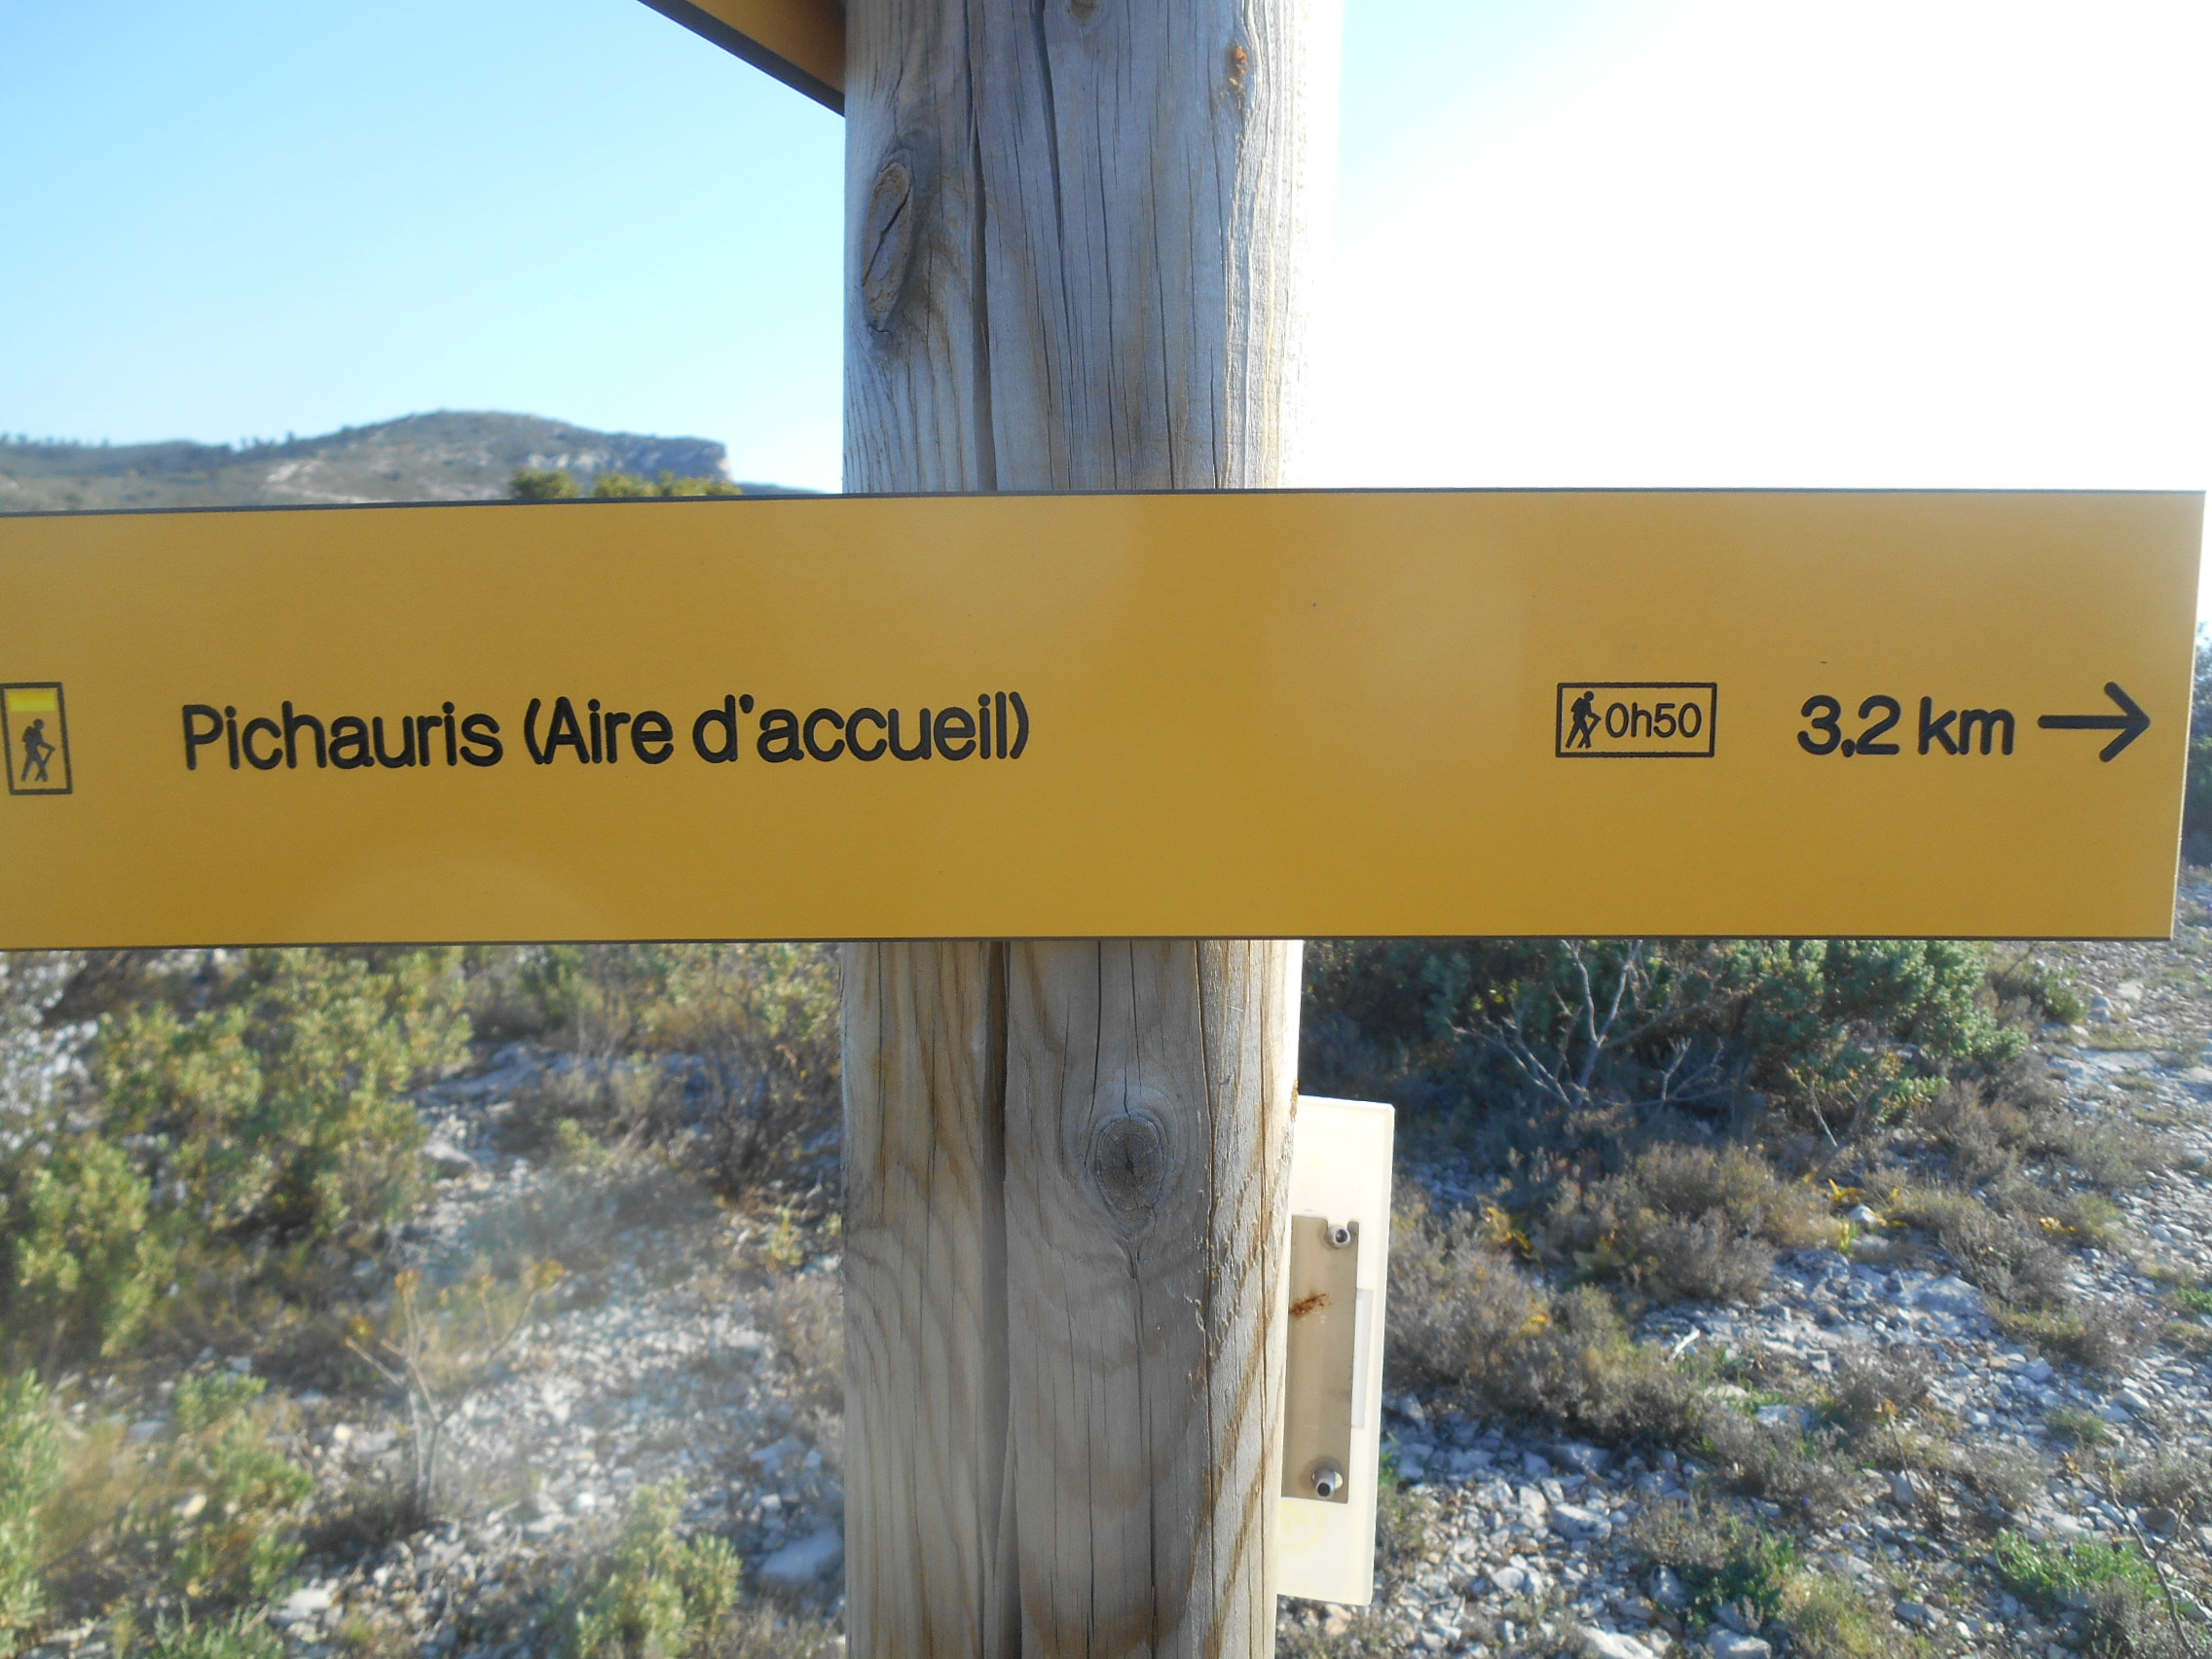 Pichauris (Aire d'accueil) 0h50 3,2 km →